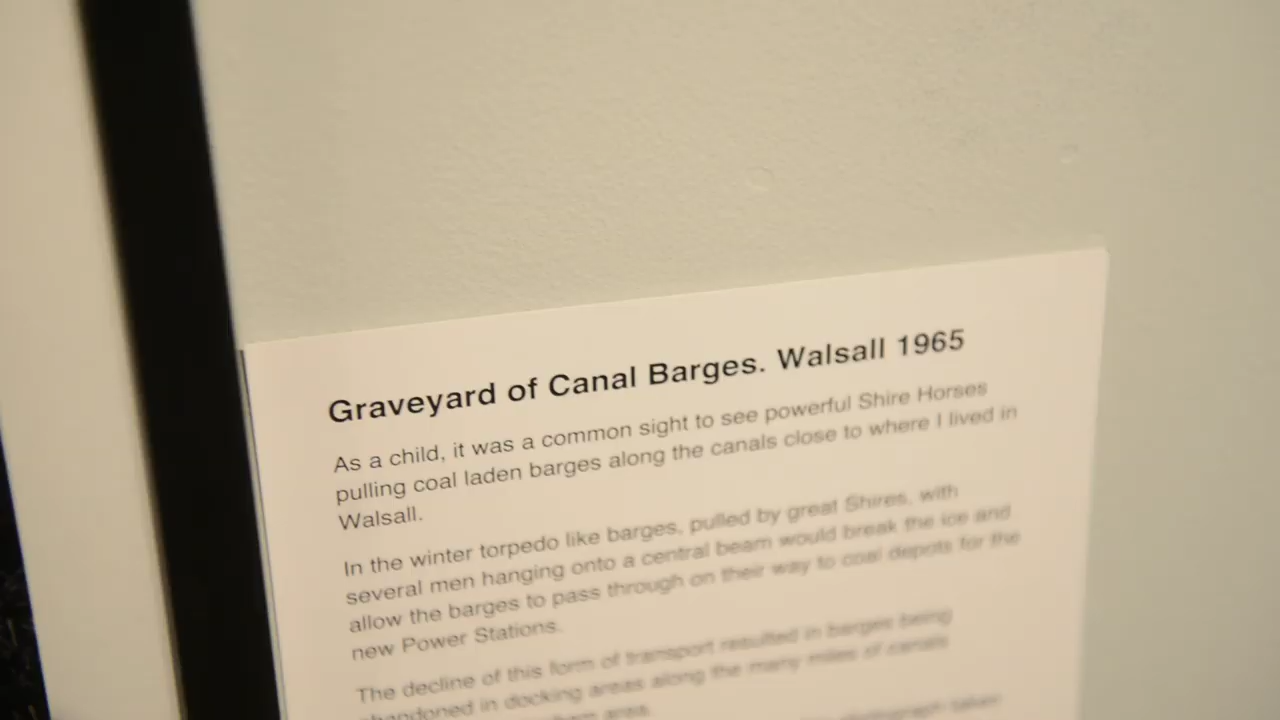 Graveyard of Canal Barges. Walsall 1965
As a child, it was a common sight to see powerful Shire Horses
pulling coal laden barges along the canals close to where I lived in
Walsall.
In the winter torpedo like barges, pulled by great Shires, with
several men hanging onto a central beam would break the ice and
allow the barges to pass through on their way to coal depots for the
new Power Stations.
The decline of this form of transport resulted in barges being
abandoned in docking areas along the many miles of canals
area.
photograph taken